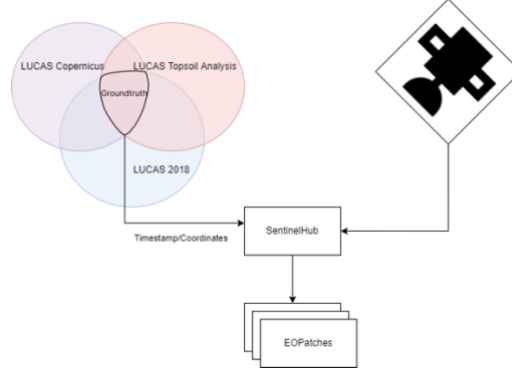 LUCAS Copernicus
LUCAS Topsoil Analysis
Groundtruth
LUCAS 2018
Timestamp/Coordinates
SentinelHub
EOPatches